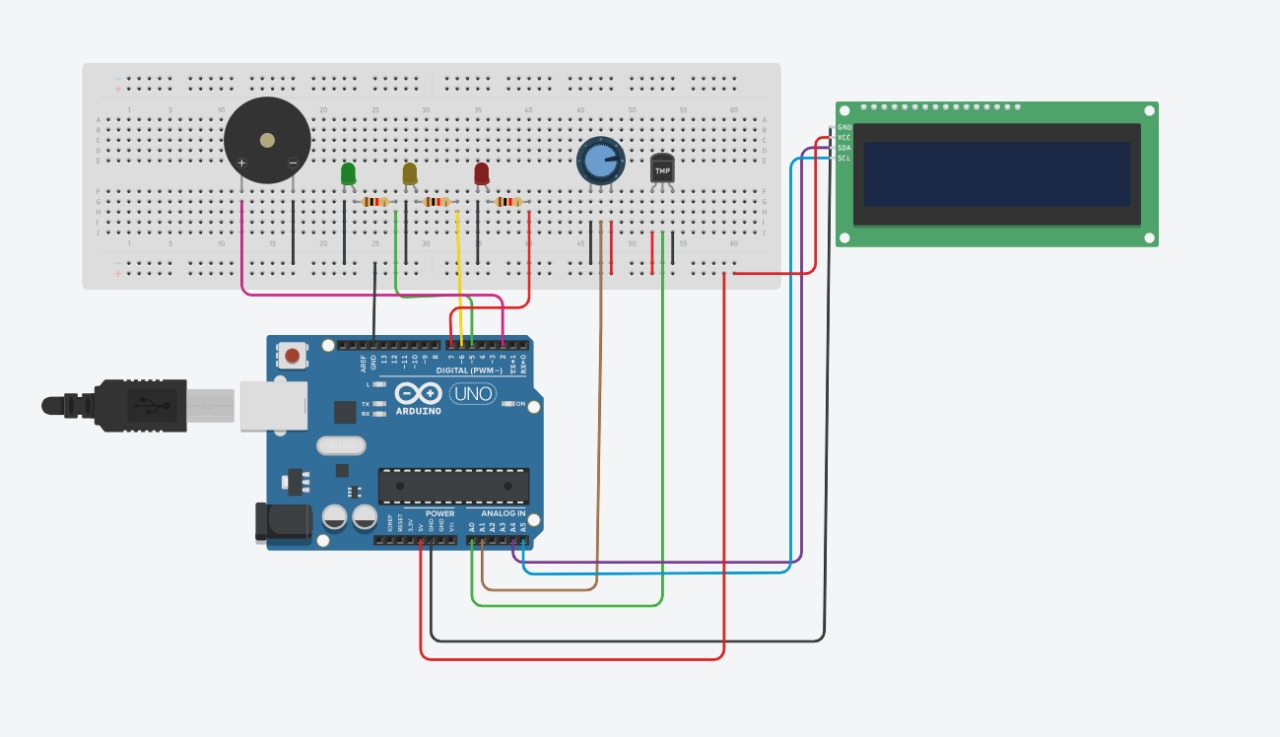 1 5 10 20 25 30 35 40 45 50 55 60
A A
B B
C C
D D
E E
F F
G G
H H
I I
J J
1 5 20 25 30 35 40 45 50 55 60
+ −
TMP
GND
VCC
SDA
SCL
AREF
GND
13
12
~11
~10
~9
8
7
~6
~5
4
~3
2
TX→1
RX←0
DIGITAL (PWM~)
L
TX
RX
ARDUINO
UNO
ON
POWER
ANALOG IN
IOREF
RESET
3.3V
5V
GND
GND
Vin
A0
A1
A2
A3
A4
A5